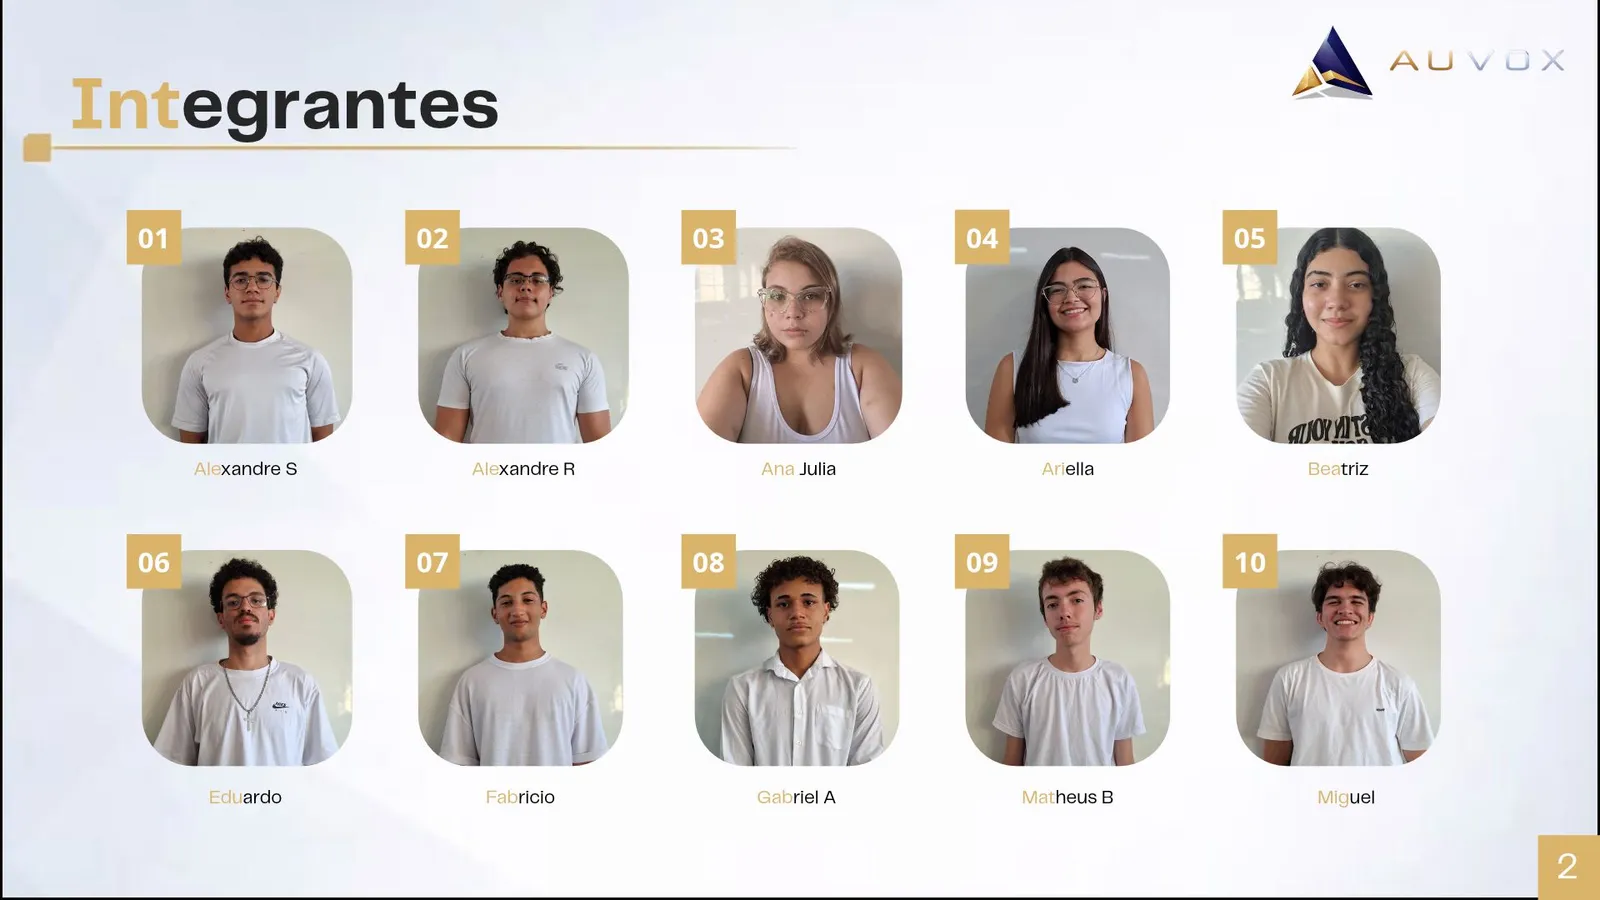 AUVOX
Integrantes
01
02
03
04
05
Alexandre S
Alexandre R
Ana Julia
Ariella
Beatriz
06
07
08
09
10
Eduardo
Fabricio
Gabriel A
Matheus B
Miguel
2